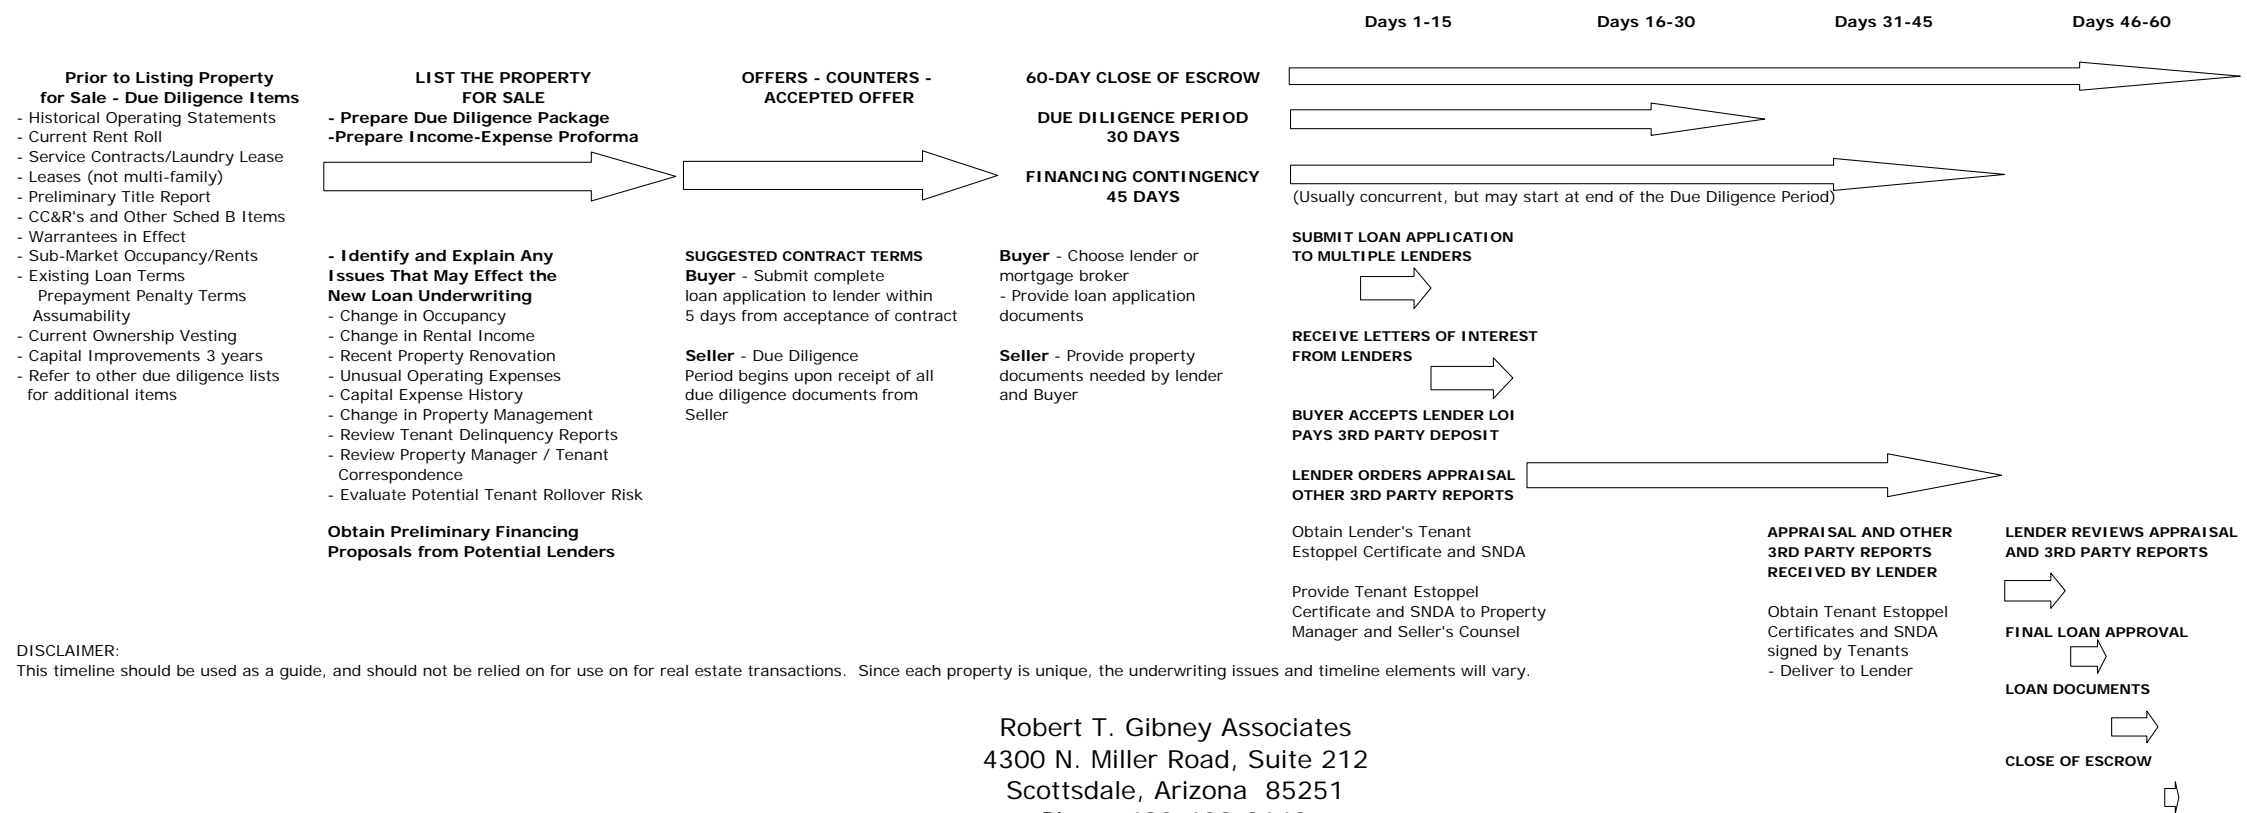 Days 1-15
Days 16-30
Days 31-45
Days 46-60
Prior to Listing Property
for Sale - Due Diligence Items
- Historical Operating Statements
- Current Rent Roll
- Service Contracts/Laundry Lease
- Leases (not multi-family)
- Preliminary Title Report
- CC&R's and Other Sched B Items
- Warrantees in Effect
- Sub-Market Occupancy/Rents
- Existing Loan Terms
Prepayment Penalty Terms
Assumability
- Current Ownership Vesting
- Capital Improvements 3 years
- Refer to other due diligence lists
for additional items
LIST THE PROPERTY
FOR SALE
- Prepare Due Diligence Package
-Prepare Income-Expense Proforma
- Identify and Explain Any
Issues That May Effect the
New Loan Underwriting
- Change in Occupancy
- Change in Rental Income
- Recent Property Renovation
- Unusual Operating Expenses
- Capital Expense History
- Change in Property Management
- Review Tenant Delinquency Reports
- Review Property Manager / Tenant
Correspondence
- Evaluate Potential Tenant Rollover Risk
Obtain Preliminary Financing
Proposals from Potential Lenders
OFFERS - COUNTERS -
ACCEPTED OFFER
SUGGESTED CONTRACT TERMS
Buyer - Submit complete
loan application to lender within
5 days from acceptance of contract
Seller - Due Diligence
Period begins upon receipt of all
due diligence documents from
Seller
60-DAY CLOSE OF ESCROW
DUE DILIGENCE PERIOD
30 DAYS
FINANCING CONTINGENCY
45 DAYS
Buyer - Choose lender or
mortgage broker
- Provide loan application
documents
Seller - Provide property
documents needed by lender
and Buyer
(Usually concurrent, but may start at end of the Due Diligence Period)
SUBMIT LOAN APPLICATION
TO MULTIPLE LENDERS
RECEIVE LETTERS OF INTEREST
FROM LENDERS
BUYER ACCEPTS LENDER LOI
PAYS 3RD PARTY DEPOSIT
LENDER ORDERS APPRAISAL
OTHER 3RD PARTY REPORTS
Obtain Lender's Tenant
Estoppel Certificate and SNDA
Provide Tenant Estoppel
Certificate and SNDA to Property
Manager and Seller's Counsel
APPRAISAL AND OTHER
3RD PARTY REPORTS
RECEIVED BY LENDER
Obtain Tenant Estoppel
Certificates and SNDA
signed by Tenants
- Deliver to Lender
LENDER REVIEWS APPRAISAL
AND 3RD PARTY REPORTS
FINAL LOAN APPROVAL
LOAN DOCUMENTS
CLOSE OF ESCROW
DISCLAIMER:
This timeline should be used as a guide, and should not be relied on for use on for real estate transactions.  Since each property is unique, the underwriting issues and timeline elements will vary.
Robert T. Gibney Associates
4300 N. Miller Road, Suite 212
Scottsdale, Arizona  85251